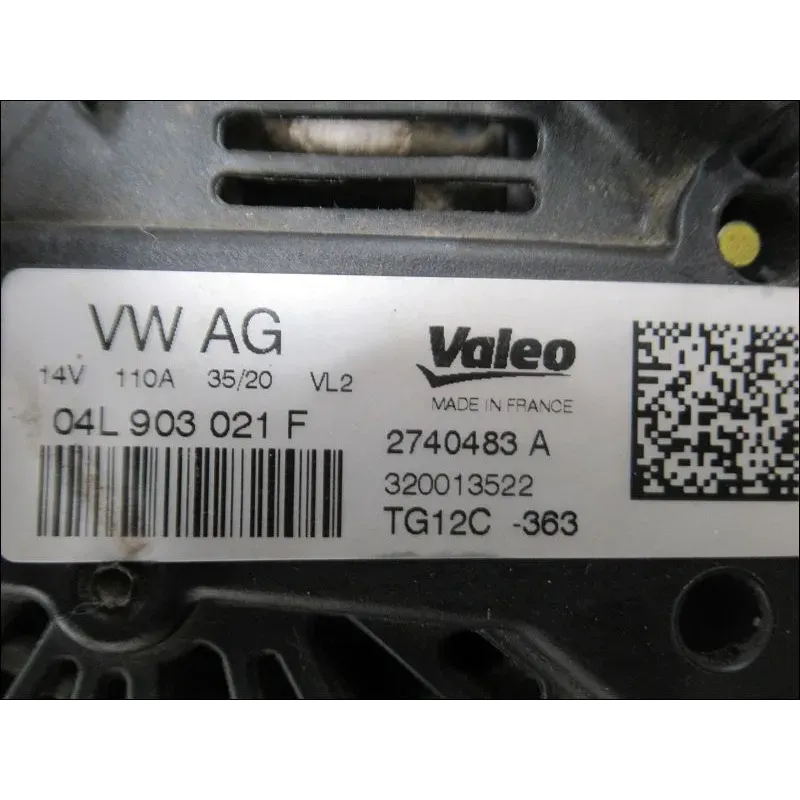 VW AG
14V 110A 35/20 VL2
04L 903 021 F
Valeo
MADE IN FRANCE
2740483 A
320013522
TG12C -363